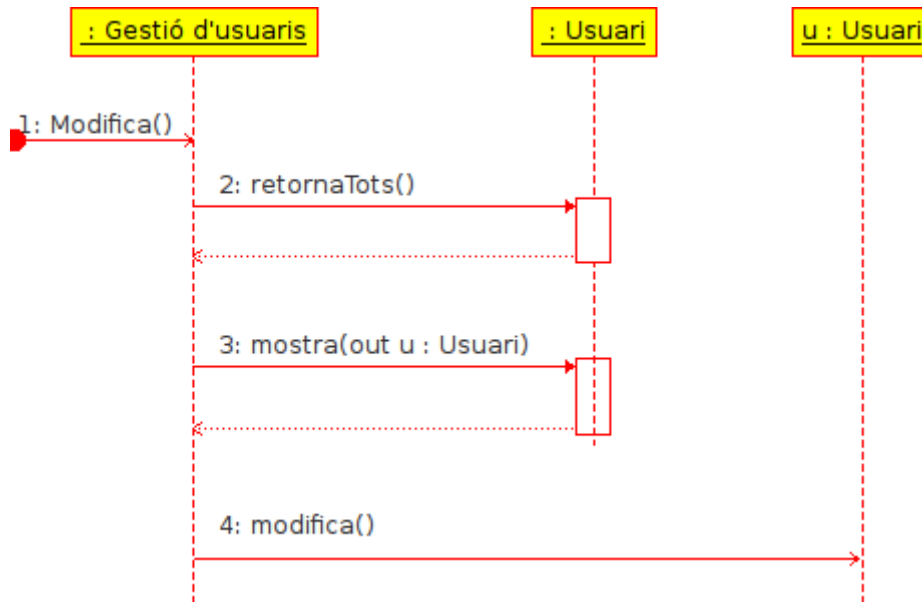 : Gestió d'usuaris
: Usuari
u : Usuari
1: Modifica()
2: retornaTots()
3: mostra(out u : Usuari)
4: modifica()